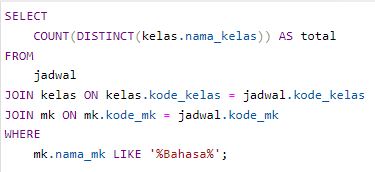 SELECT
COUNT(DISTINCT(kelas.nama_kelas)) AS total
FROM
jadwal
JOIN kelas ON kelas.kode_kelas = jadwal.kode_kelas
JOIN mk ON mk.kode_mk = jadwal.kode_mk
WHERE
mk.nama_mk LIKE '%Bahasa%';